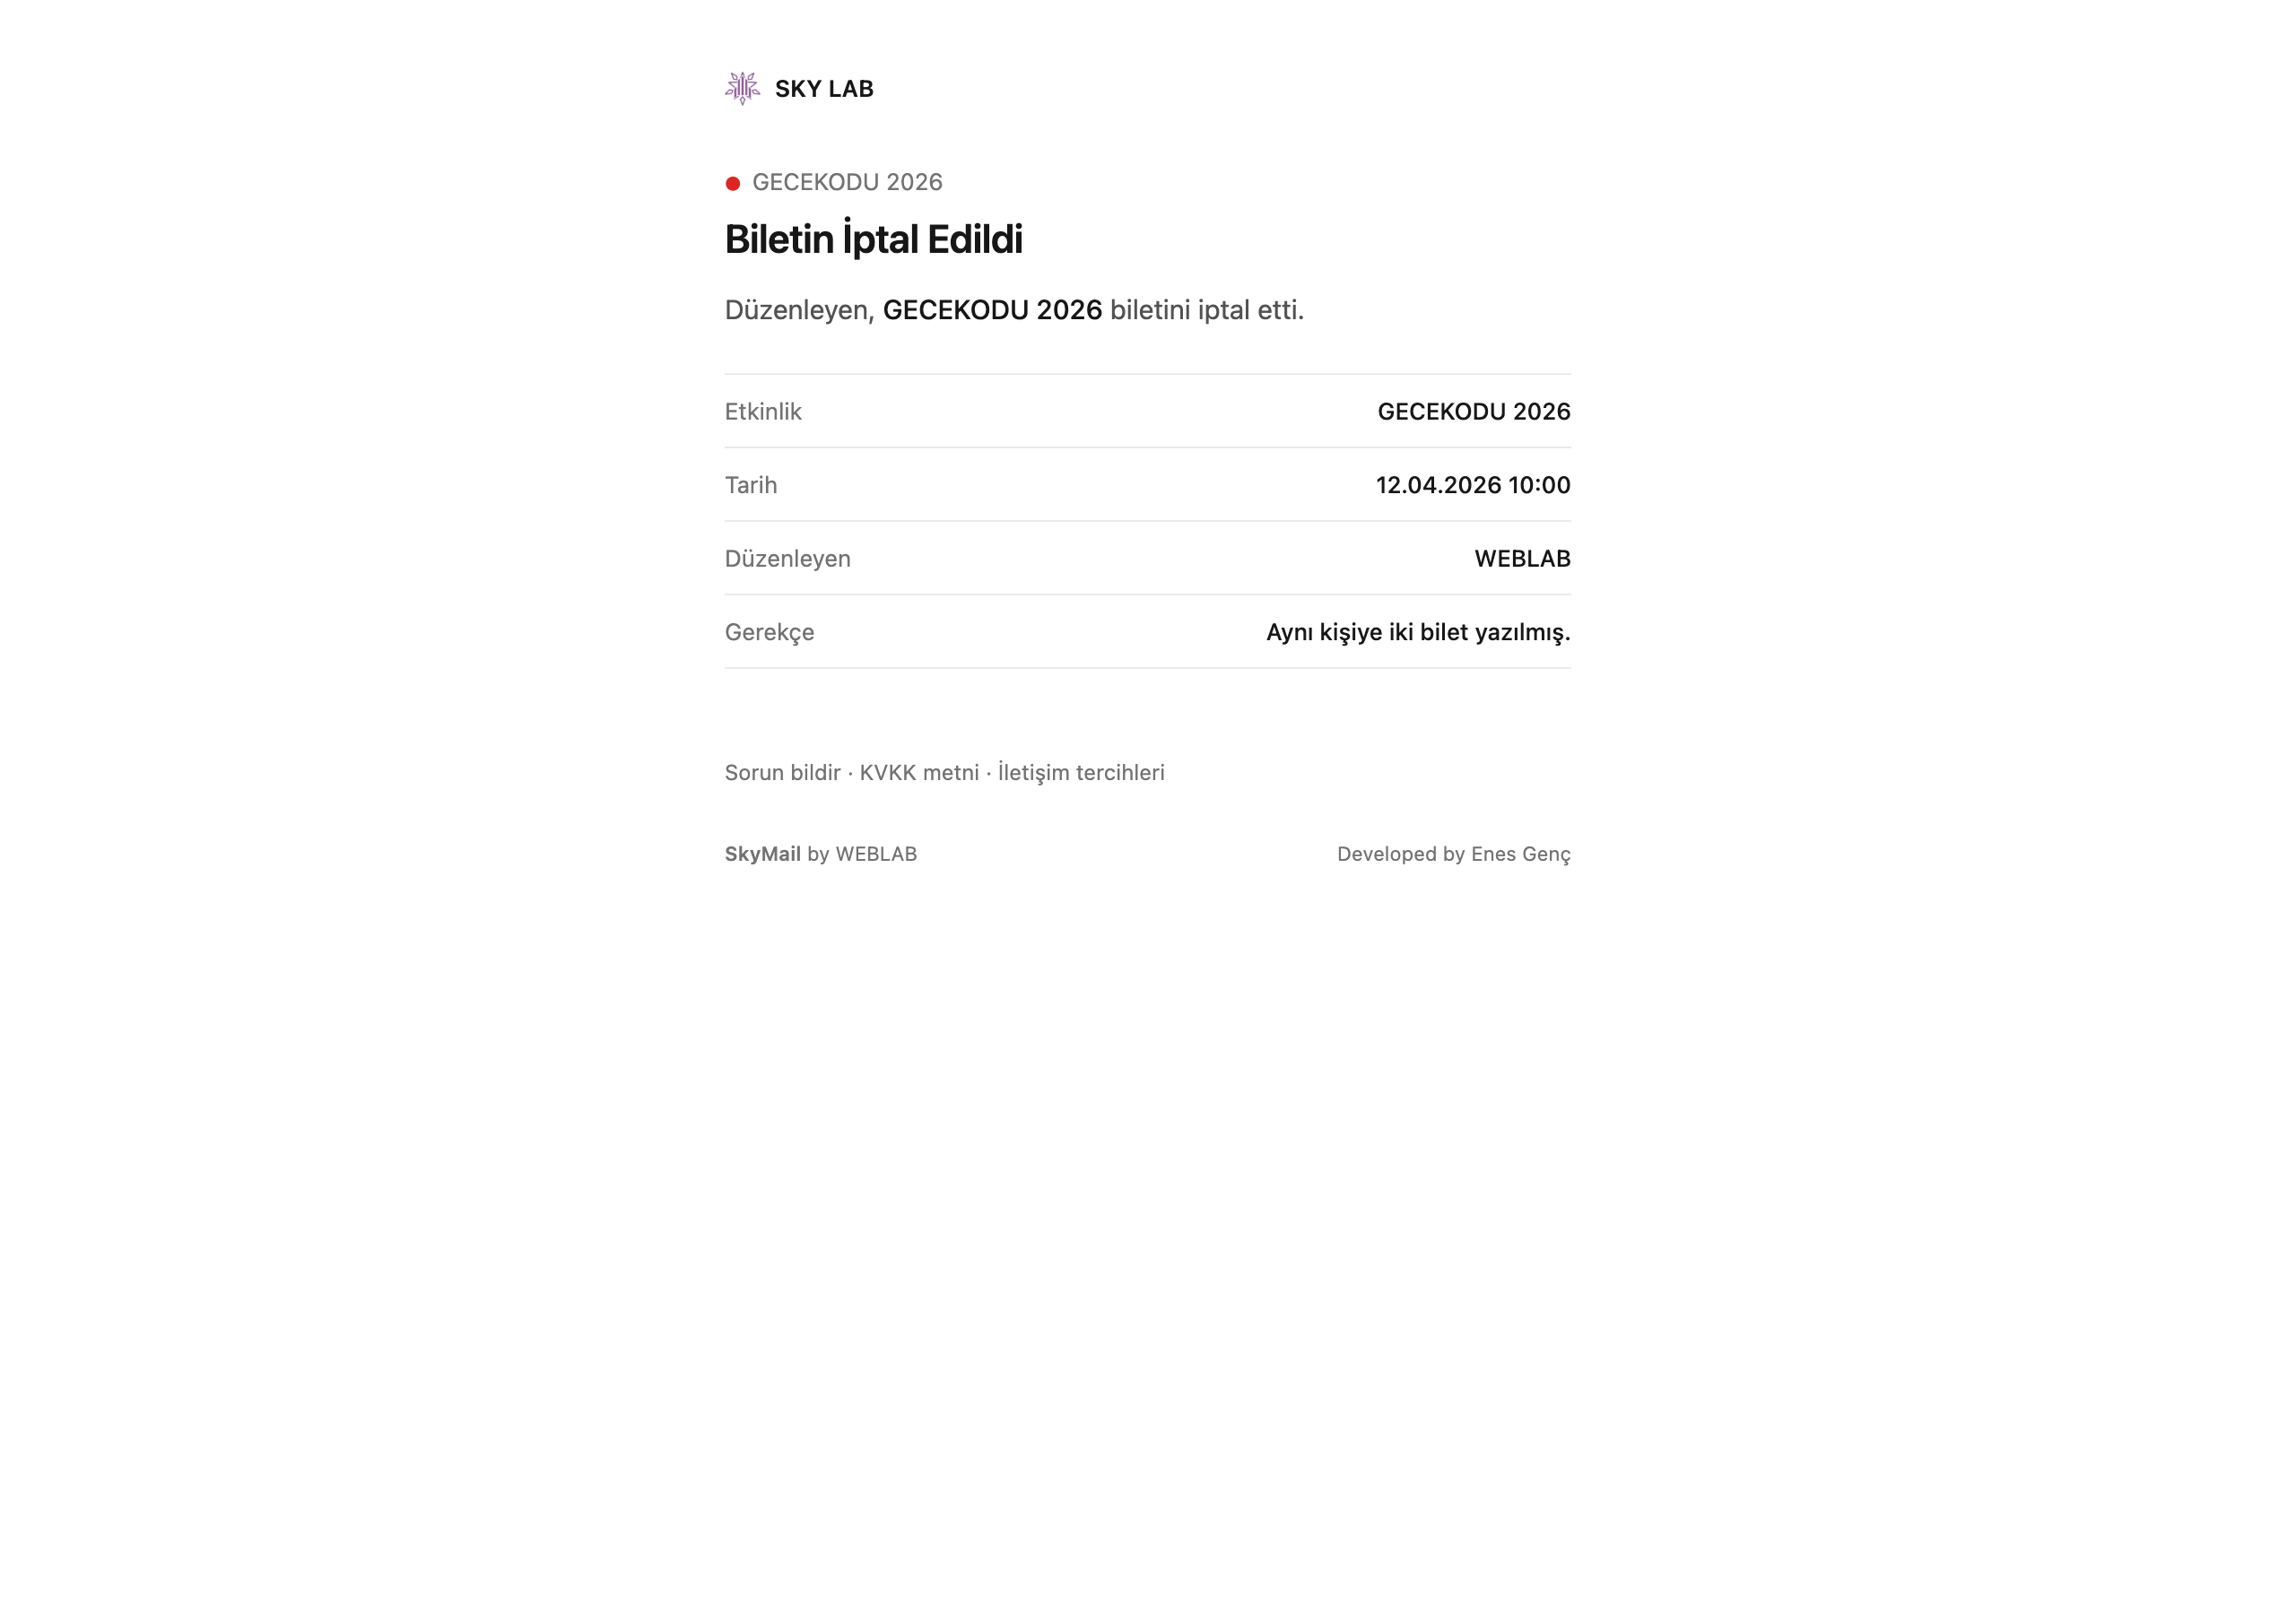 SKY LAB
GECEKODU 2026
Biletin İptal Edildi
Düzenleyen, GECEKODU 2026 biletini iptal etti.
Etkinlik GECEKODU 2026
Tarih 12.04.2026 10:00
Düzenleyen WEBLAB
Gerekçe Aynı kişiye iki bilet yazılmış.
Sorun bildir · KVKK metni · İletişim tercihleri
SkyMail by WEBLAB Developed by Enes Genç